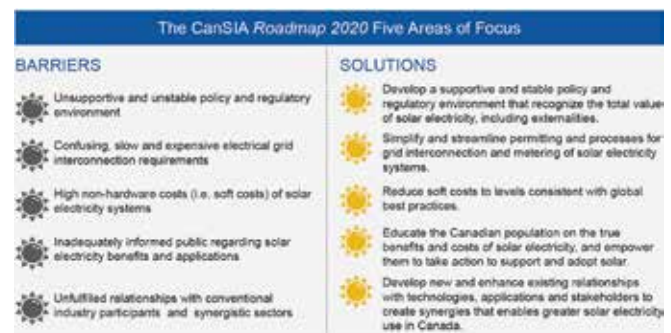 The CanSIA Roadmap 2020 Five Areas of Focus
BARRIERS
Unsupportive and unstable policy and regulatory
environment
Confusing, slow and expensive electrical grid
interconnection requirements
High non-hardware costs (i.e. soft costs) of solar
electricity systems
Inadequately informed public regarding solar
electricity benefits and applications
Unfulfilled relationships with conventional
industry participants and synergistic sectors
SOLUTIONS
Develop a supportive and stable policy and
regulatory environment that recognize the total value
of solar electricity, including externalities.
Simplify and streamline permitting and processes for
grid interconnection and metering of solar electricity
systems.
Reduce soft costs to levels consistent with global
best practices.
Educate the Canadian population on the true
benefits and costs of solar electricity, and empower
them to take action to support and adopt solar.
Develop new and enhance existing relationships
with technologies, applications and stakeholders to
create synergies that enables greater solar electricity
use in Canada.